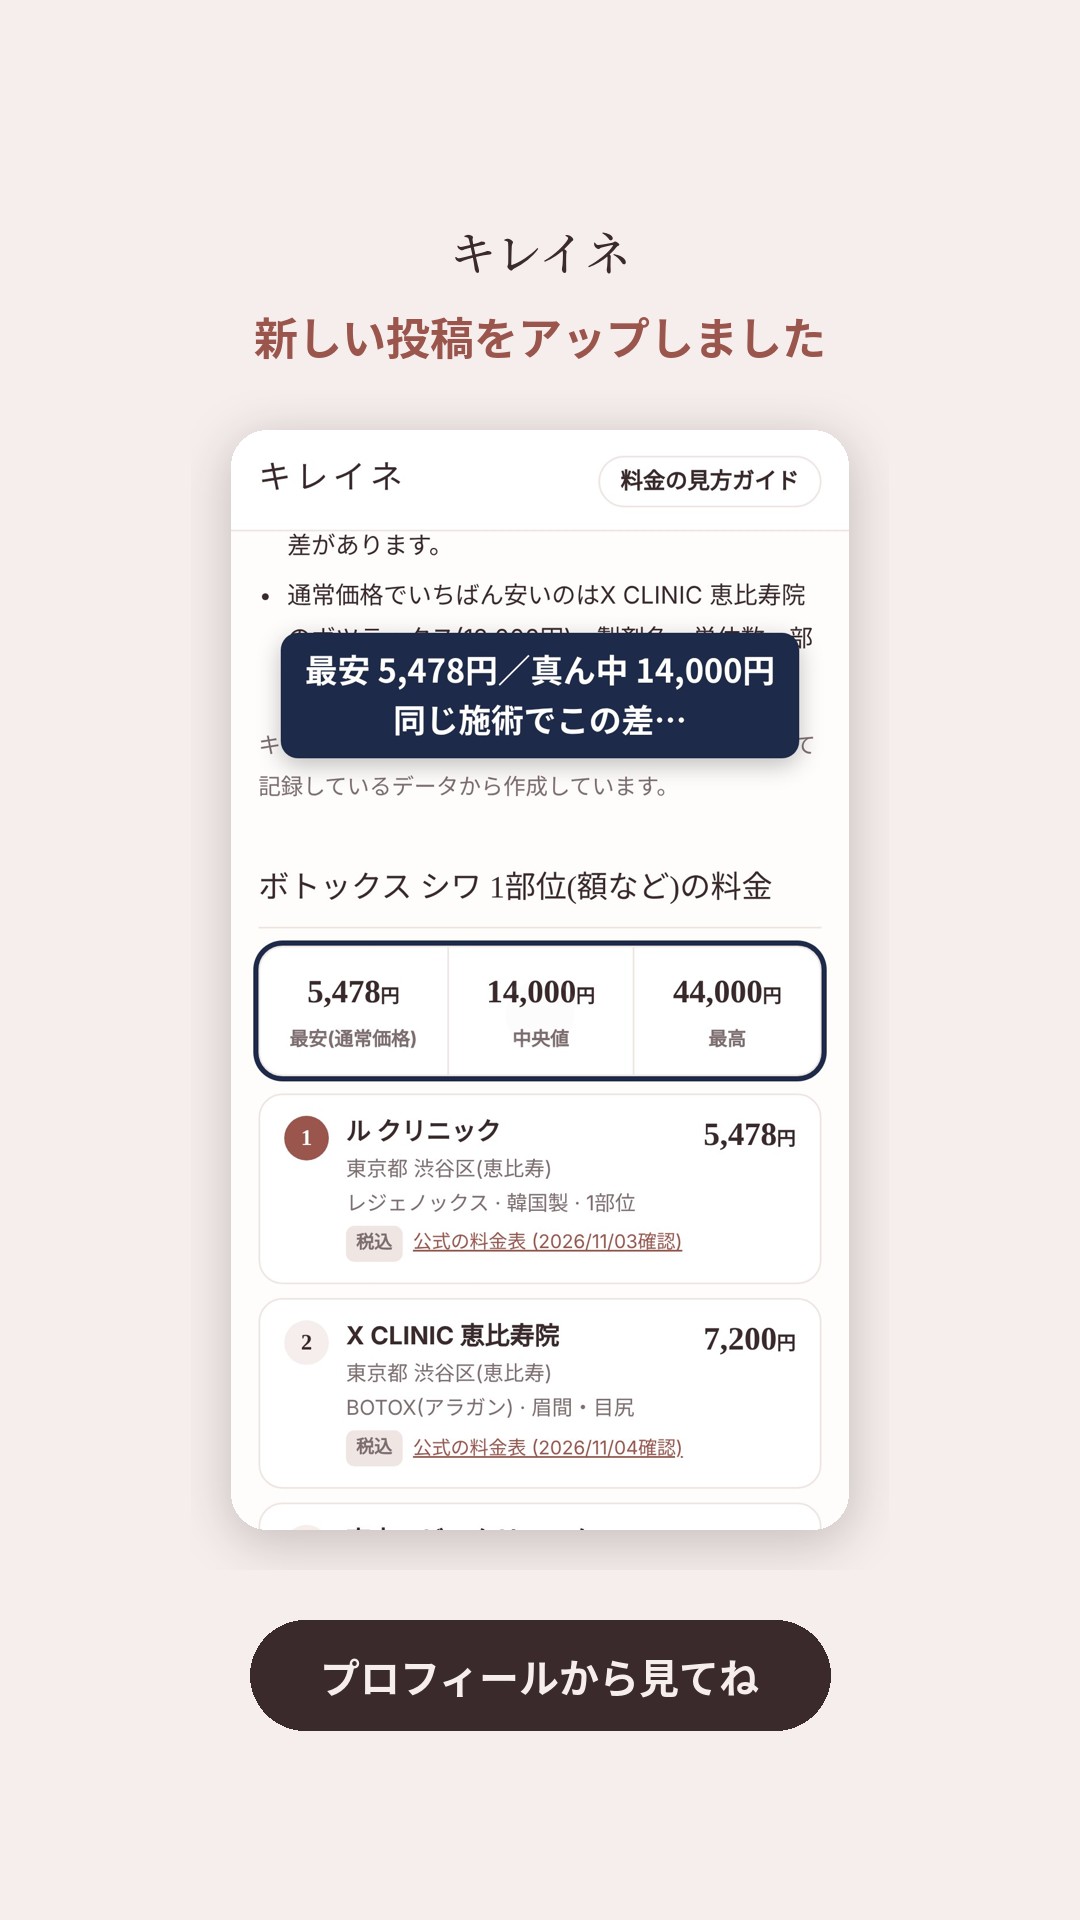 キレイネ
新しい投稿をアップしました
キレイネ
料金の見方ガイド
差があります。
• 通常価格でいちばん安いのはX CLINIC 恵比寿院
部
最安 5,478円／真ん中 14,000円
同じ施術でこの差…
キ
て
記録しているデータから作成しています。
ボトックス シワ 1部位(額など)の料金
5,478円
14,000円
44,000円
最安(通常価格)
中央値
最高
1
ル クリニック
5,478円
東京都 渋谷区(恵比寿)
レジェノックス · 韓国製 · 1部位
税込 公式の料金表 (2026/11/03確認)
2
X CLINIC 恵比寿院
7,200円
東京都 渋谷区(恵比寿)
BOTOX(アラガン) · 眉間・目尻
税込 公式の料金表 (2026/11/04確認)
プロフィールから見てね